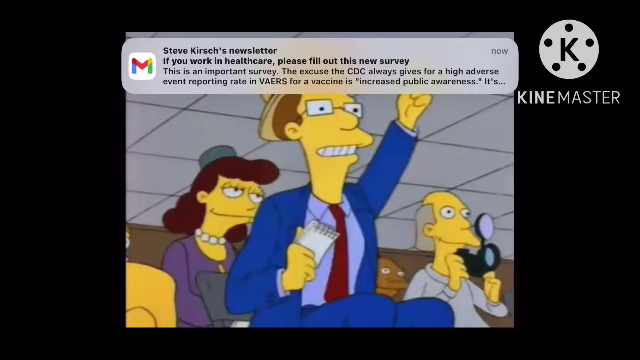 Steve Kirsch's newsletter
now
If you work in healthcare, please fill out this new survey
This is an important survey. The excuse the CDC always gives for a high adverse
event reporting rate in VAERS for a vaccine is "increased public awareness." It's...
K
KINEMASTER